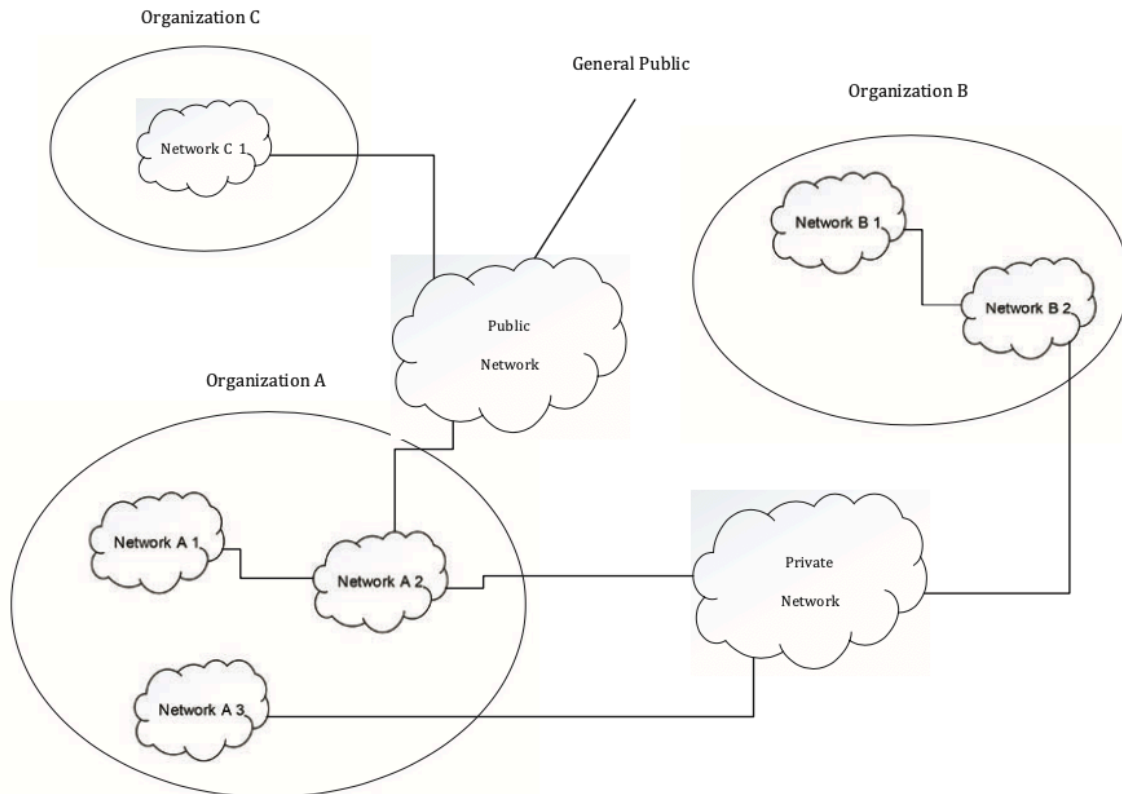 Organization C
General Public
Organization B
Network C 1
Network B 1
Network B 2
Public
Network
Organization A
Network A 1
Network A 2
Private
Network
Network A 3